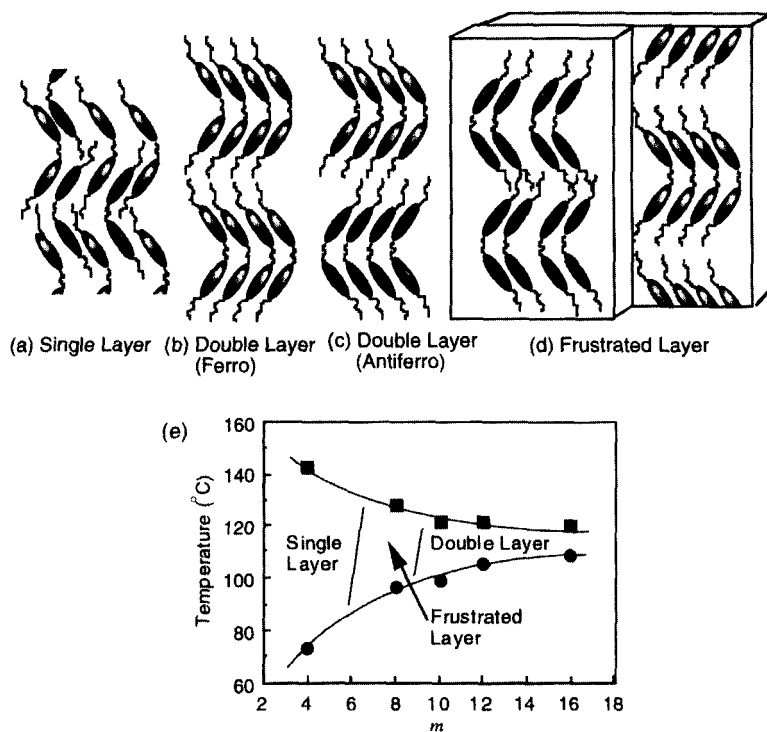 (a) Single Layer
(b) Double Layer
(Ferro)
(c) Double Layer
(Antiferro)
(d) Frustrated Layer
(e)
Temperature (°C)
160
140
120
100
80
60
Single
Layer
Double Layer
Frustrated
Layer
2 4 6 8 10 12 14 16 18
m